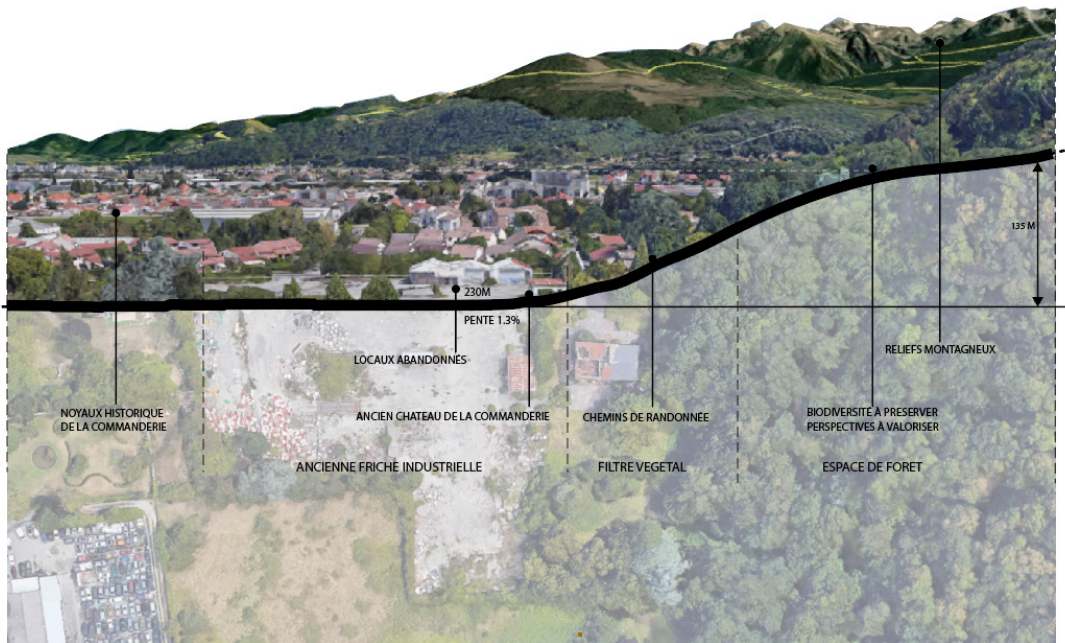 135 M
230M
PENTE 1.3%
LOCAUX ABANDONNÉS
RELIEFS MONTAGNEUX
NOYAUX HISTORIQUE
DE LA COMMANDERIE
ANCIEN CHATEAU DE LA COMMANDERIE
CHEMINS DE RANDONNÉE
BIODIVERSITÉ À PRESERVER
PERSPECTIVES À VALORISER
ANCIENNE FRICHE INDUSTRIELLE
FILTRE VEGETAL
ESPACE DE FORET